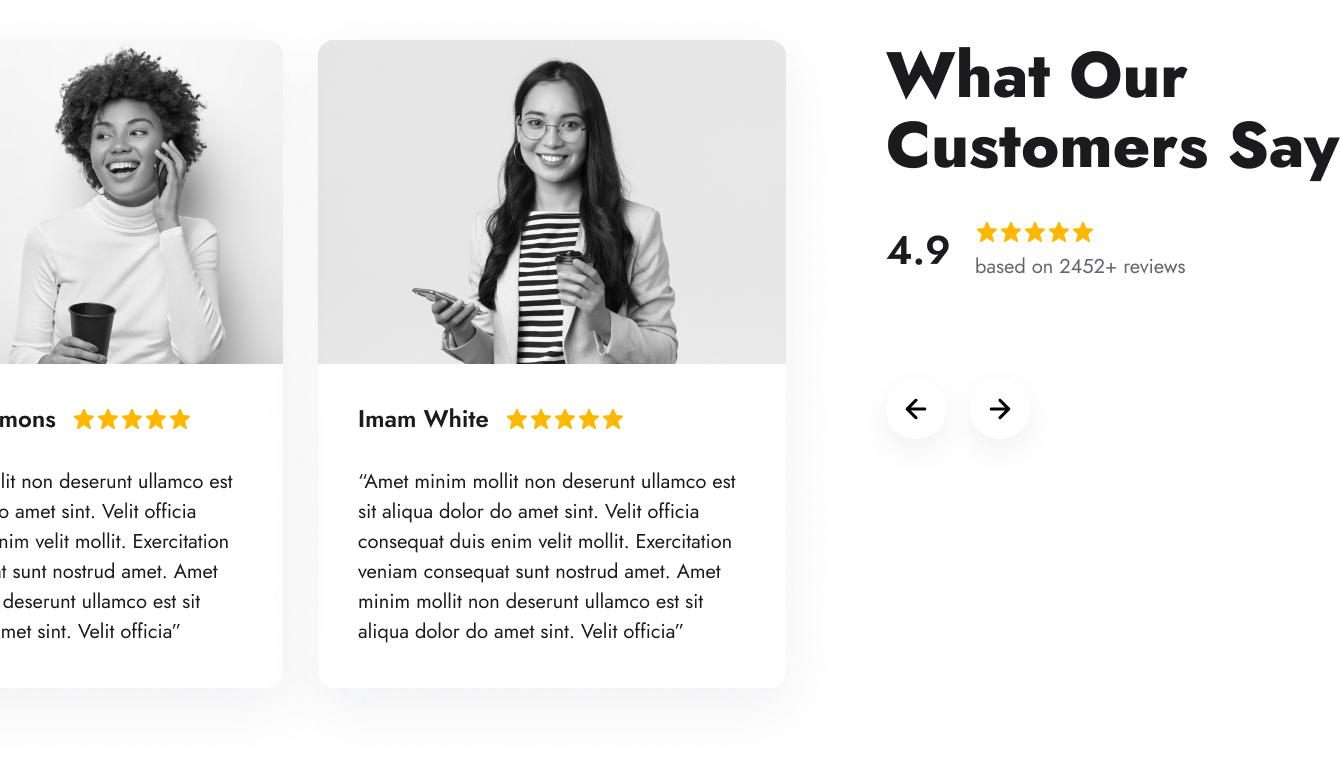 mons
lit non deserunt ullamco est
o amet sint. Velit officia
nim velit mollit. Exercitation
t sunt nostrud amet. Amet
deserunt ullamco est sit
met sint. Velit officia”
Imam White
“Amet minim mollit non deserunt ullamco est
sit aliqua dolor do amet sint. Velit officia
consequat duis enim velit mollit. Exercitation
veniam consequat sunt nostrud amet. Amet
minim mollit non deserunt ullamco est sit
aliqua dolor do amet sint. Velit officia”
What Our
Customers Say
4.9
based on 2452+ reviews